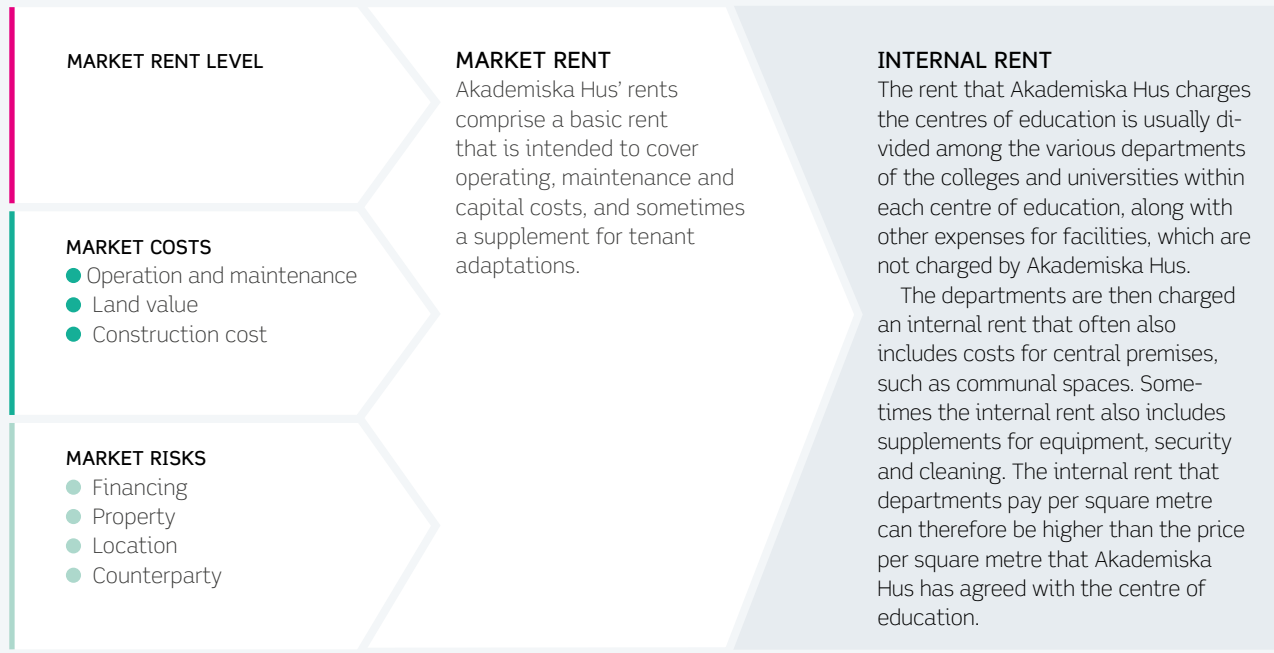 MARKET RENT LEVEL
MARKET COSTS
Operation and maintenance
Land value
Construction cost
MARKET RISKS
Financing
Property
Location
Counterparty
MARKET RENT
Akademiska Hus’ rents
comprise a basic rent
that is intended to cover
operating, maintenance and
capital costs, and sometimes
a supplement for tenant
adaptations.
INTERNAL RENT
The rent that Akademiska Hus charges
the centres of education is usually di-
vided among the various departments
of the colleges and universities within
each centre of education, along with
other expenses for facilities, which are
not charged by Akademiska Hus.
The departments are then charged
an internal rent that often also
includes costs for central premises,
such as communal spaces. Some-
times the internal rent also includes
supplements for equipment, security
and cleaning. The internal rent that
departments pay per square metre
can therefore be higher than the price
per square metre that Akademiska
Hus has agreed with the centre of
education.